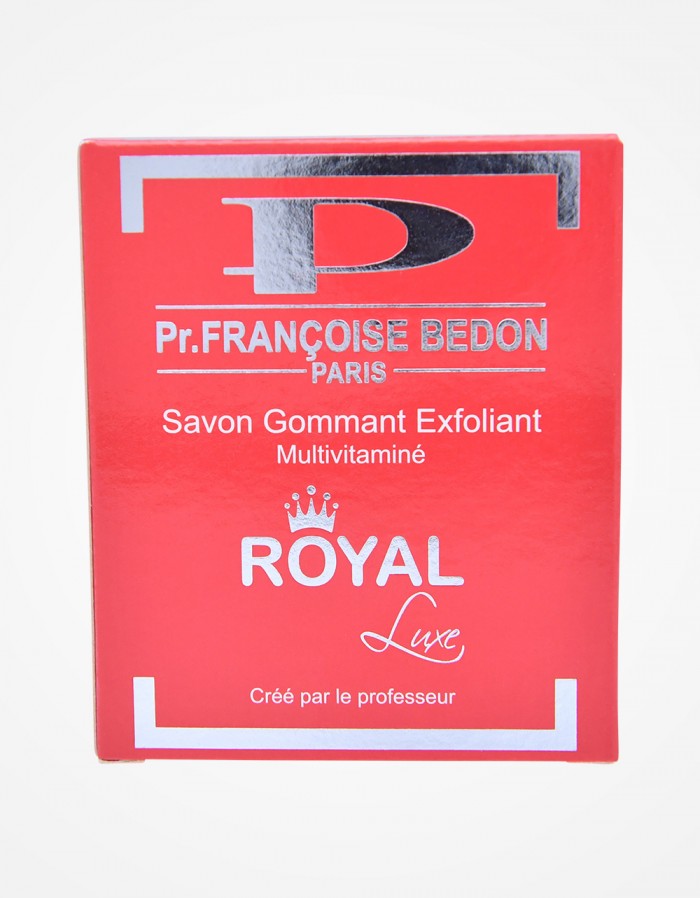 P
Pr.FRANÇOISE BEDON
PARIS
Savon Gommant Exfoliant
Multivitaminé
ROYAL
Luxe
Créé par le professeur